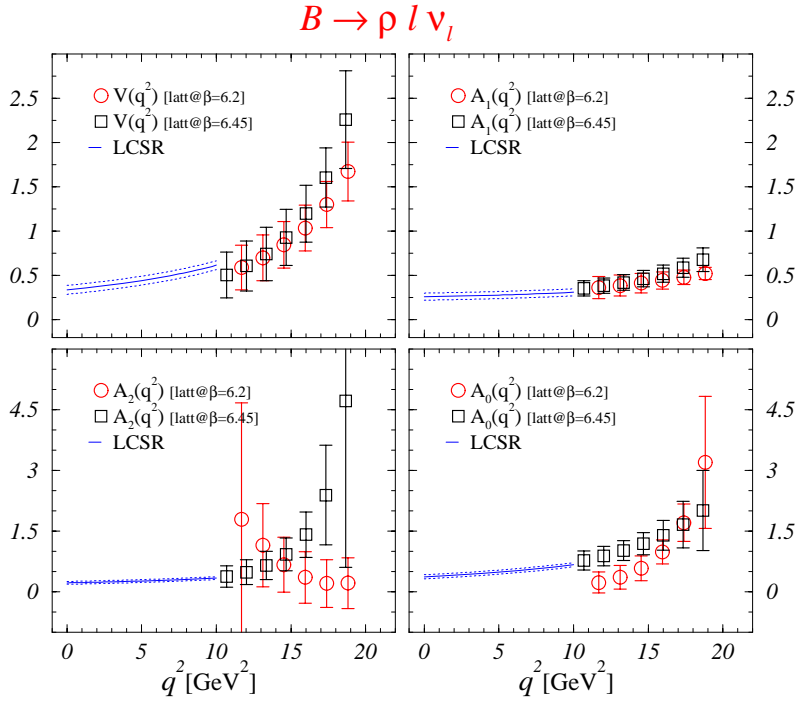 B → ρ l ν_l
V(q²) [latt@β=6.2]
V(q²) [latt@β=6.45]
LCSR
2.5
2
1.5
1
0.5
0
A₁(q²) [latt@β=6.2]
A₁(q²) [latt@β=6.45]
LCSR
2.5
2
1.5
1
0.5
0
A₂(q²) [latt@β=6.2]
A₂(q²) [latt@β=6.45]
LCSR
4.5
3
1.5
0
A₀(q²) [latt@β=6.2]
A₀(q²) [latt@β=6.45]
LCSR
4.5
3
1.5
0
0 5 10 15 20
0 5 10 15 20
q² [GeV²]
q² [GeV²]